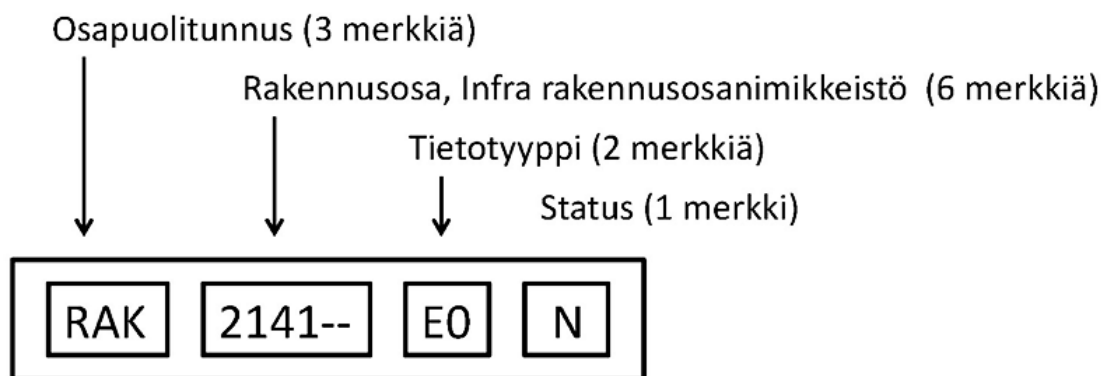 Osapuolitunnus (3 merkkiä)
Rakennusosa, Infra rakennusosanimikkeistö (6 merkkiä)
Tietotyyppi (2 merkkiä)
Status (1 merkki)
RAK 2141-- E0 N